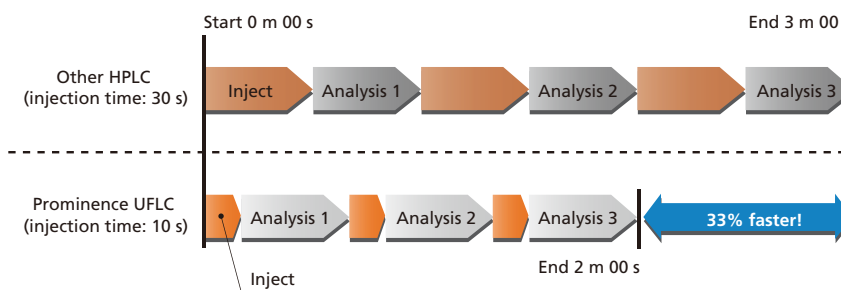 Start 0 m 00 s
End 3 m 00
Other HPLC
(injection time: 30 s)
Inject
Analysis 1
Analysis 2
Analysis 3
Prominence UFLC
(injection time: 10 s)
Analysis 1
Analysis 2
Analysis 3
33% faster!
End 2 m 00 s
Inject